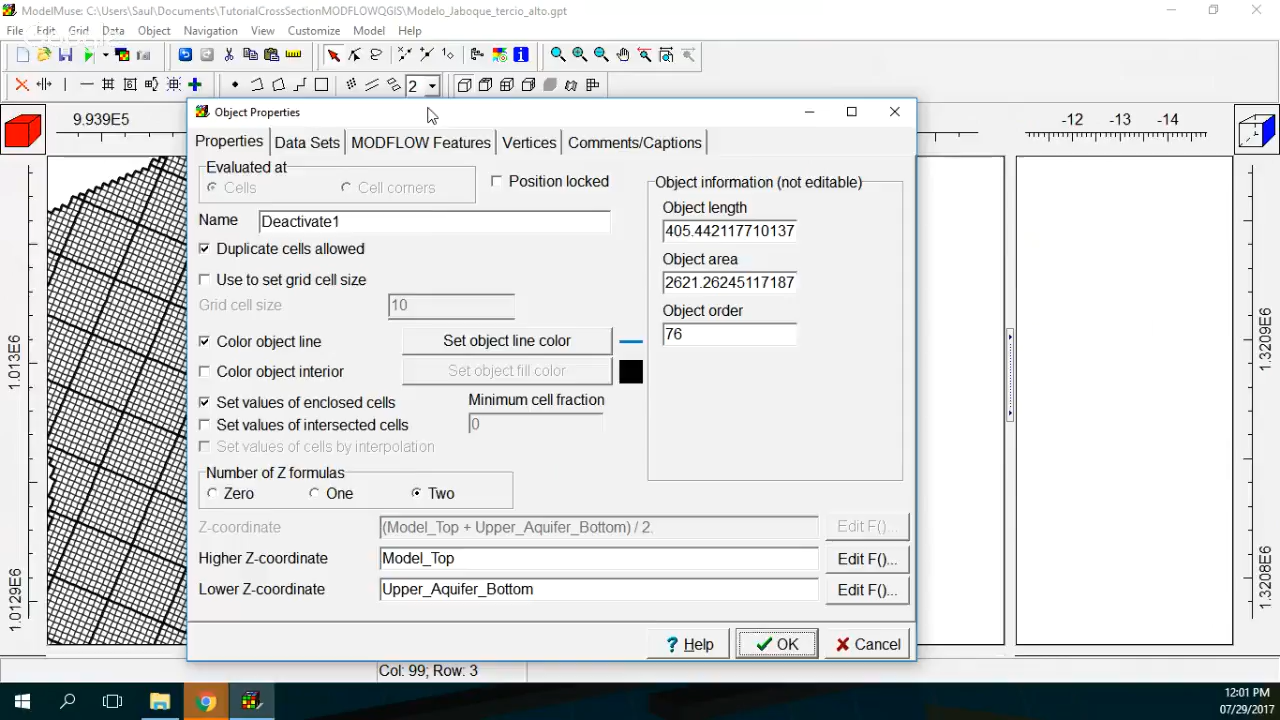 ModelMuse: C:\Users\Saul\Documents\TutorialCrossSectionMODFLOWQGIS\Modelo_Jaboque_tercio_alto.gpt
File Edit Grid Data Object Navigation View Customize Model Help
2
9.939E5
-12 -13 -14
Object Properties
Properties Data Sets MODFLOW Features Vertices Comments/Captions
Evaluated at
Cells Cell corners
Position locked
Name Deactivate1
Duplicate cells allowed
Use to set grid cell size
Grid cell size 10
Color object line Set object line color
Color object interior Set object fill color
Set values of enclosed cells Minimum cell fraction
Set values of intersected cells 0
Set values of cells by interpolation
Number of Z formulas
Zero One Two
Z-coordinate (Model_Top + Upper_Aquifer_Bottom) / 2. Edit F()...
Higher Z-coordinate Model_Top Edit F()...
Lower Z-coordinate Upper_Aquifer_Bottom Edit F()...
Object information (not editable)
Object length
405.442117710137
Object area
2621.26245117187
Object order
76
Help OK Cancel
1.013E6
1.0129E6
1.3209E6
1.3208E6
Col: 99; Row: 3
12:01 PM
07/29/2017